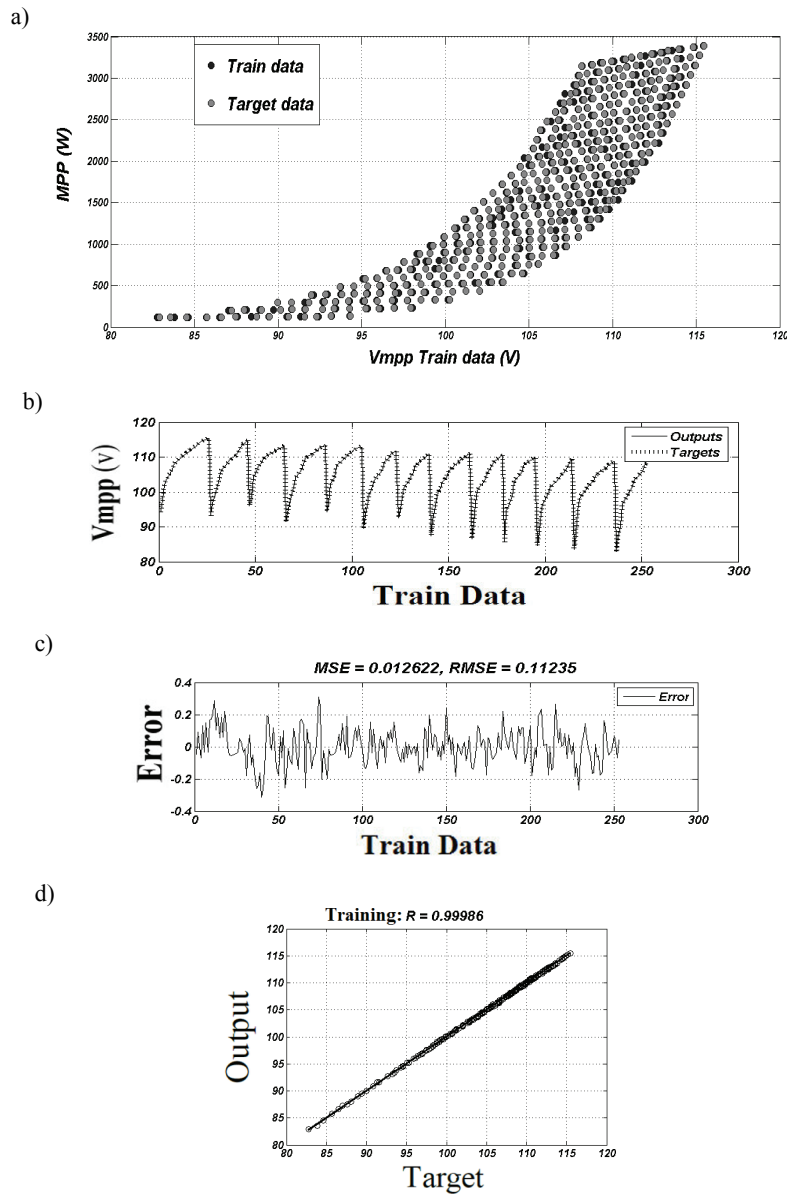 a)
3500
3000
2500
2000
1500
1000
500
0
MPP (W)
Train data
Target data
80 85 90 95 100 105 110 115 120
Vmpp Train data (V)
b)
120
110
100
90
80
Vmpp (v)
Outputs
Targets
0 50 100 150 200 250 300
Train Data
c)
MSE = 0.012622, RMSE = 0.11235
0.4
0.2
0
-0.2
-0.4
Error
Error
0 50 100 150 200 250 300
Train Data
d)
Training: R = 0.99986
120
115
110
105
100
95
90
85
80
Output
80 85 90 95 100 105 110 115 120
Target